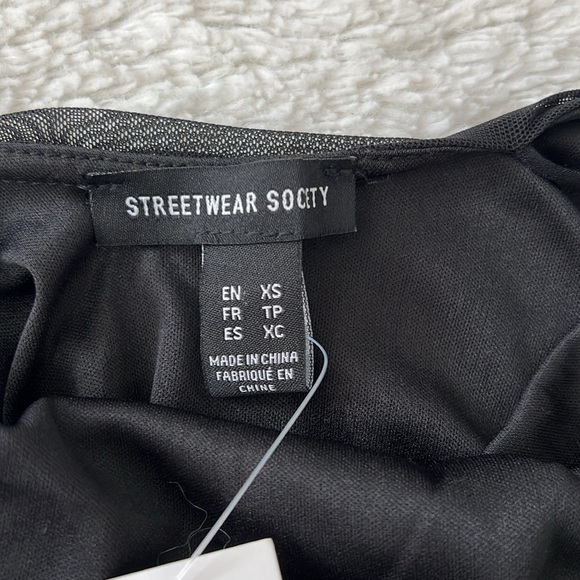 STREETWEAR SOCIETY
EN XS
FR TP
ES XC
MADE IN CHINA
FABRIQUÉ EN
CHINE